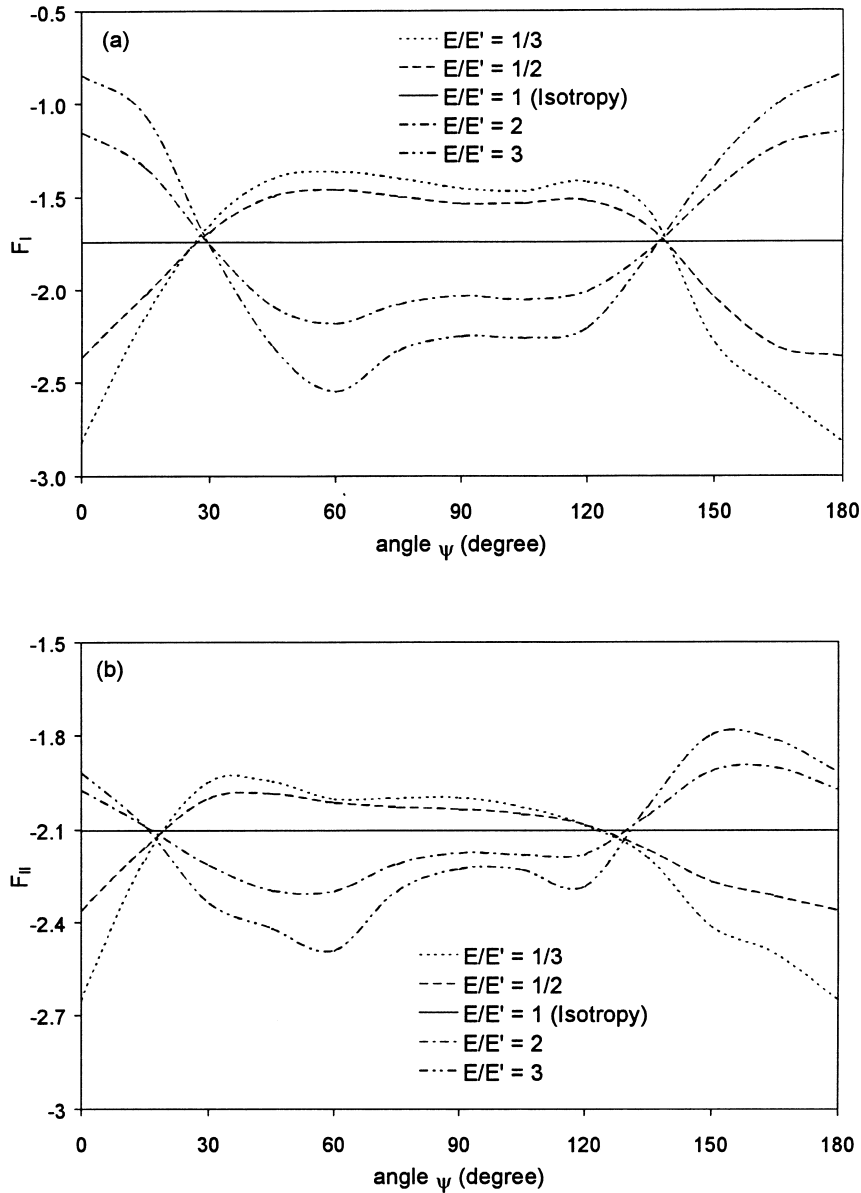 (a)
E/E' = 1/3
E/E' = 1/2
E/E' = 1 (Isotropy)
E/E' = 2
E/E' = 3
-0.5
-1.0
-1.5
-2.0
-2.5
-3.0
F_I
0 30 60 90 120 150 180
angle ψ (degree)
(b)
-1.5
-1.8
-2.1
-2.4
-2.7
-3
F_II
E/E' = 1/3
E/E' = 1/2
E/E' = 1 (Isotropy)
E/E' = 2
E/E' = 3
0 30 60 90 120 150 180
angle ψ (degree)